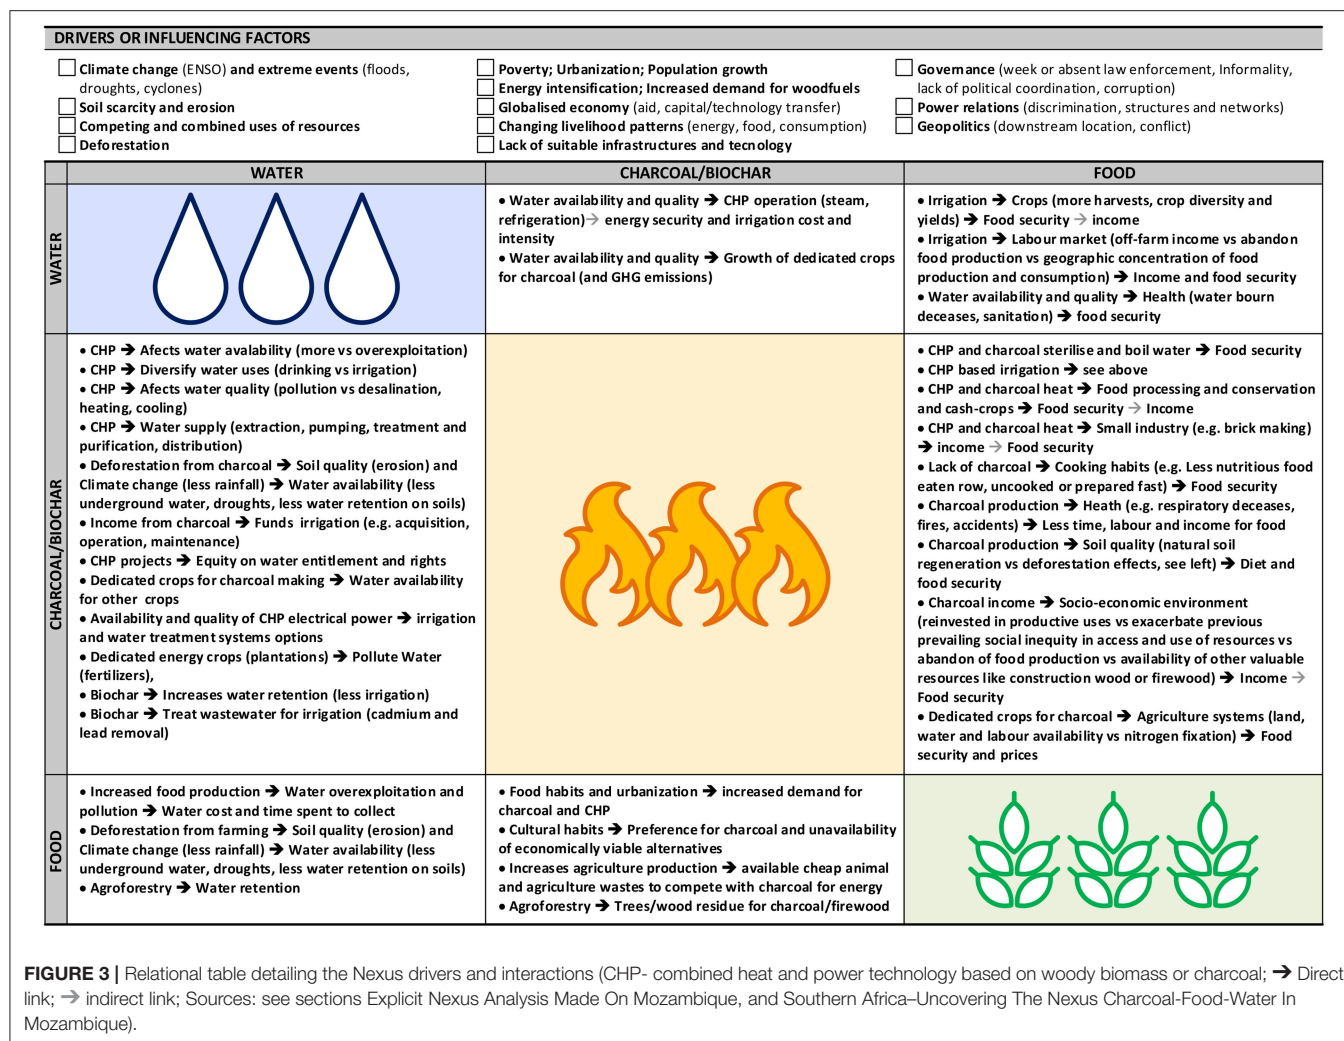 DRIVERS OR INFLUENCING FACTORS
Climate change (ENSO) and extreme events (floods,
droughts, cyclones)
Soil scarcity and erosion
Competing and combined uses of resources
Deforestation
Poverty; Urbanization; Population growth
Energy intensification; Increased demand for woodfuels
Globalised economy (aid, capital/technology transfer)
Changing livelihood patterns (energy, food, consumption)
Lack of suitable infrastructures and tecnology
Governance (week or absent law enforcement, Informality,
lack of political coordination, corruption)
Power relations (discrimination, structures and networks)
Geopolitics (downstream location, conflict)
WATER
CHARCOAL/BIOCHAR
FOOD
WATER
• Water availability and quality ➔ CHP operation (steam,
refrigeration)→ energy security and irrigation cost and
intensity
• Water availability and quality ➔ Growth of dedicated crops
for charcoal (and GHG emissions)
• Irrigation ➔ Crops (more harvests, crop diversity and
yields) ➔ Food security → income
• Irrigation ➔ Labour market (off-farm income vs abandon
food production vs geographic concentration of food
production and consumption) ➔ Income and food security
• Water availability and quality ➔ Health (water bourn
deceases, sanitation) ➔ food security
CHARCOAL/BIOCHAR
• CHP ➔ Affects water avalability (more vs overexploitation)
• CHP ➔ Diversify water uses (drinking vs irrigation)
• CHP ➔ Affects water quality (pollution vs desalination,
heating, cooling)
• CHP ➔ Water supply (extraction, pumping, treatment and
purification, distribution)
• Deforestation from charcoal ➔ Soil quality (erosion) and
Climate change (less rainfall) ➔ Water availability (less
underground water, droughts, less water retention on soils)
• Income from charcoal ➔ Funds irrigation (e.g. acquisition,
operation, maintenance)
• CHP projects ➔ Equity on water entitlement and rights
• Dedicated crops for charcoal making ➔ Water availability
for other crops
• Availability and quality of CHP electrical power ➔ irrigation
and water treatment systems options
• Dedicated energy crops (plantations) ➔ Pollute Water
(fertilizers),
• Biochar ➔ Increases water retention (less irrigation)
• Biochar ➔ Treat wastewater for irrigation (cadmium and
lead removal)
• CHP and charcoal sterilise and boil water ➔ Food security
• CHP based irrigation ➔ see above
• CHP and charcoal heat ➔ Food processing and conservation
and cash-crops ➔ Food security → Income
• CHP and charcoal heat ➔ Small industry (e.g. brick making)
➔ income → Food security
• Lack of charcoal ➔ Cooking habits (e.g. Less nutritious food
eaten row, uncooked or prepared fast) ➔ Food security
• Charcoal production ➔ Heath (e.g. respiratory deceases,
fires, accidents) ➔ Less time, labour and income for food
• Charcoal production ➔ Soil quality (natural soil
regeneration vs deforestation effects, see left) ➔ Diet and
food security
• Charcoal income ➔ Socio-economic environment
(reinvested in productive uses vs exacerbate previous
prevailing social inequity in access and use of resources vs
abandon of food production vs availability of other valuable
resources like construction wood or firewood) ➔ Income →
Food security
• Dedicated crops for charcoal ➔ Agriculture systems (land,
water and labour availability vs nitrogen fixation) ➔ Food
security and prices
FOOD
• Increased food production ➔ Water overexploitation and
pollution ➔ Water cost and time spent to collect
• Deforestation from farming ➔ Soil quality (erosion) and
Climate change (less rainfall) ➔ Water availability (less
underground water, droughts, less water retention on soils)
• Agroforestry ➔ Water retention
• Food habits and urbanization ➔ increased demand for
charcoal and CHP
• Cultural habits ➔ Preference for charcoal and unavailability
of economically viable alternatives
• Increases agriculture production ➔ available cheap animal
and agriculture wastes to compete with charcoal for energy
• Agroforestry ➔ Trees/wood residue for charcoal/firewood
FIGURE 3 | Relational table detailing the Nexus drivers and interactions (CHP- combined heat and power technology based on woody biomass or charcoal; ➔ Direct
link; → indirect link; Sources: see sections Explicit Nexus Analysis Made On Mozambique, and Southern Africa–Uncovering The Nexus Charcoal-Food-Water In
Mozambique).